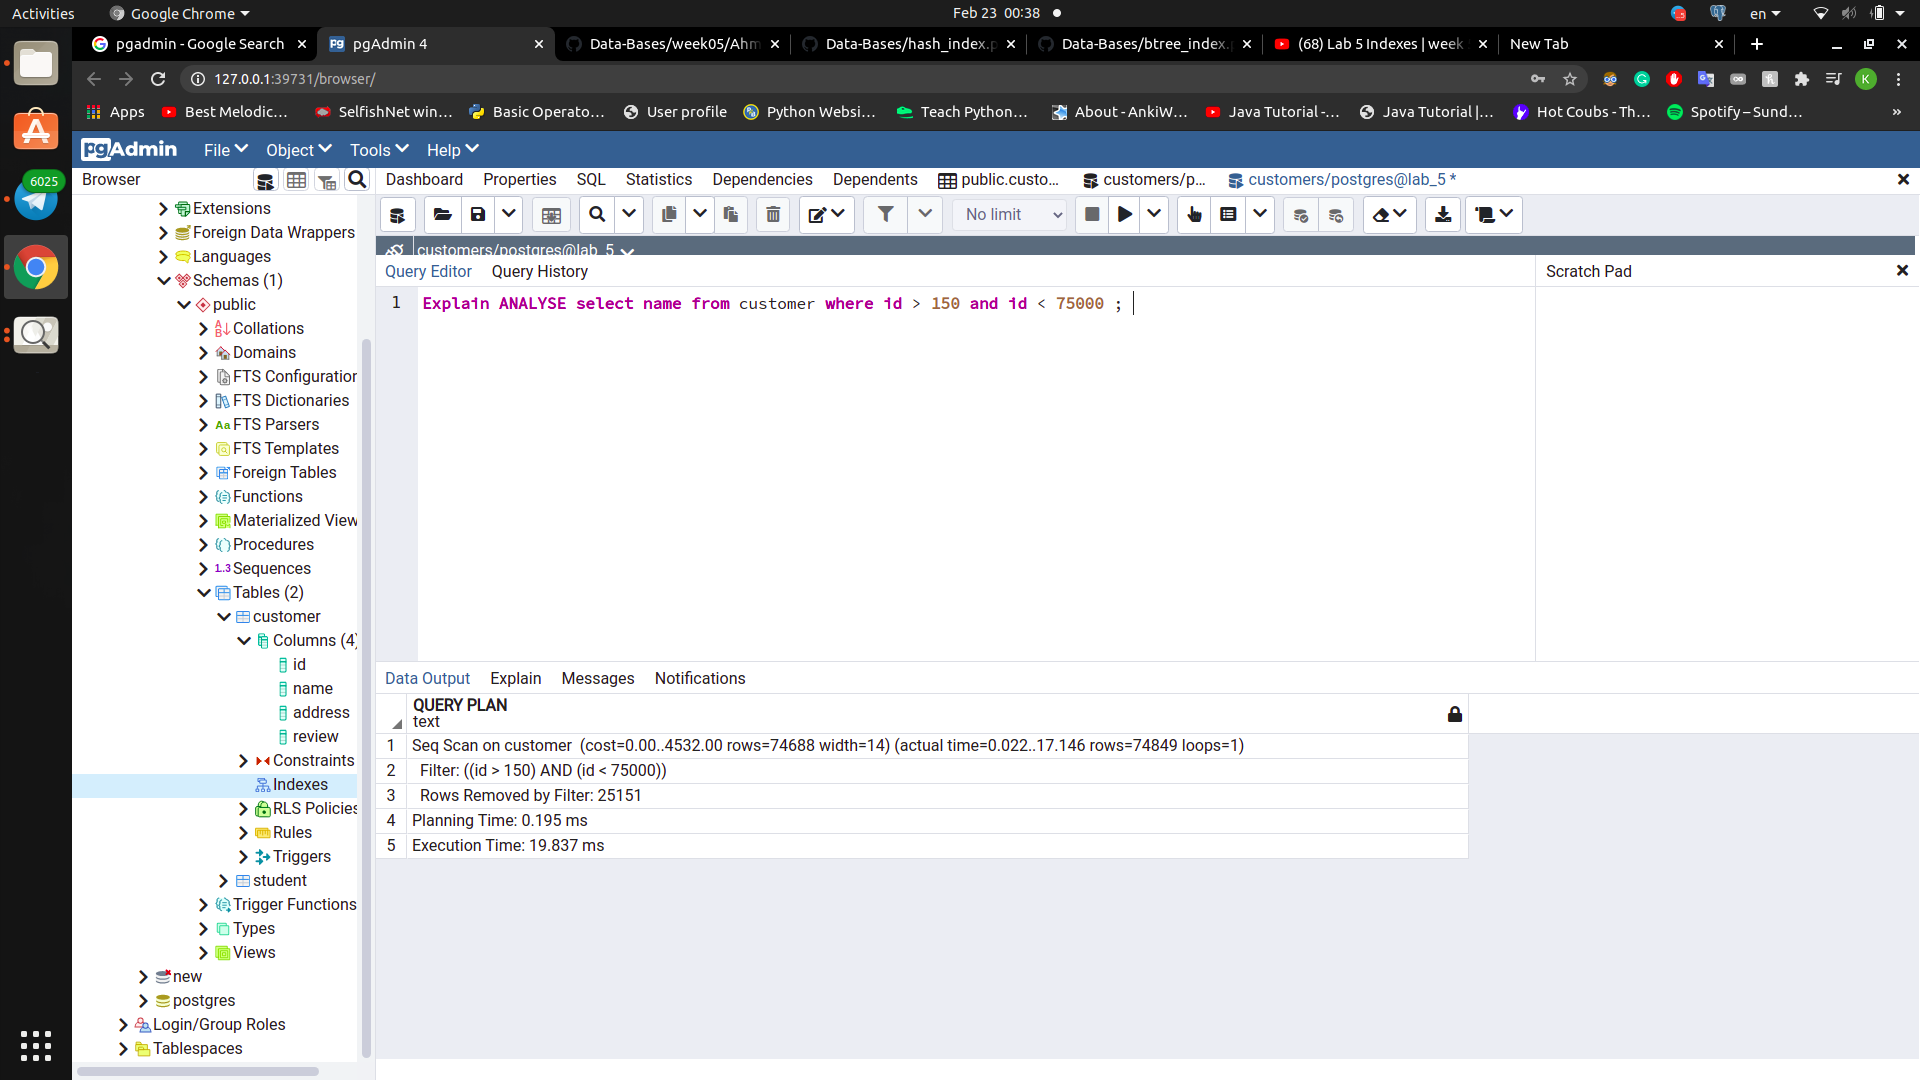 Activities
Google Chrome
Feb 23 00:38
en
pgadmin - Google Search
pgAdmin 4
Data-Bases/week05/Ahm
Data-Bases/hash_index.p
Data-Bases/btree_index.
(68) Lab 5 Indexes | week
New Tab
127.0.0.1:39731/browser/
K
Apps
Best Melodic…
SelfishNet win…
Basic Operato…
User profile
Python Websi…
Teach Python…
About - AnkiW…
Java Tutorial -…
Java Tutorial |…
Hot Coubs - Th…
Spotify – Sund…
»
pgAdmin
File
Object
Tools
Help
Browser
Dashboard
Properties
SQL
Statistics
Dependencies
Dependents
public.custo…
customers/p…
customers/postgres@lab_5 *
6025
No limit
customers/postgres@lab_5
Query Editor
Query History
Scratch Pad
1 Explain ANALYSE select name from customer where id > 150 and id < 75000 ;
Extensions
Foreign Data Wrappers
Languages
Schemas (1)
public
Collations
Domains
FTS Configuration
FTS Dictionaries
Aa FTS Parsers
FTS Templates
Foreign Tables
Functions
Materialized View
Procedures
1..3 Sequences
Tables (2)
customer
Columns (4)
id
name
address
review
Constraints
Indexes
RLS Policies
Rules
Triggers
student
Trigger Functions
Types
Views
new
postgres
Login/Group Roles
Tablespaces
Data Output
Explain
Messages
Notifications
QUERY PLAN
text
1 Seq Scan on customer (cost=0.00..4532.00 rows=74688 width=14) (actual time=0.022..17.146 rows=74849 loops=1)
2 Filter: ((id > 150) AND (id < 75000))
3 Rows Removed by Filter: 25151
4 Planning Time: 0.195 ms
5 Execution Time: 19.837 ms